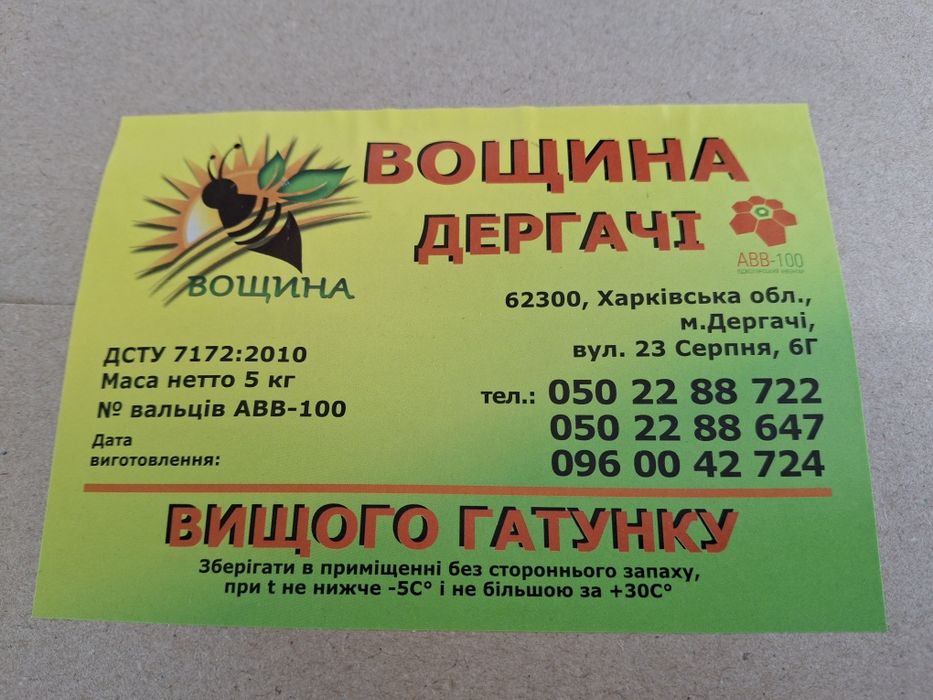 ВОЩИНА
ДЕРГАЧІ
ВОЩИНА
АВВ-100
62300, Харківська обл.,
м.Дергачі,
вул. 23 Серпня, 6Г
ДСТУ 7172:2010
Маса нетто 5 кг
№ вальців АВВ-100
Дата
виготовлення:
тел.: 050 22 88 722
050 22 88 647
096 00 42 724
ВИЩОГО ГАТУНКУ
Зберігати в приміщенні без стороннього запаху,
при t не нижче -5С° і не більшою за +30С°